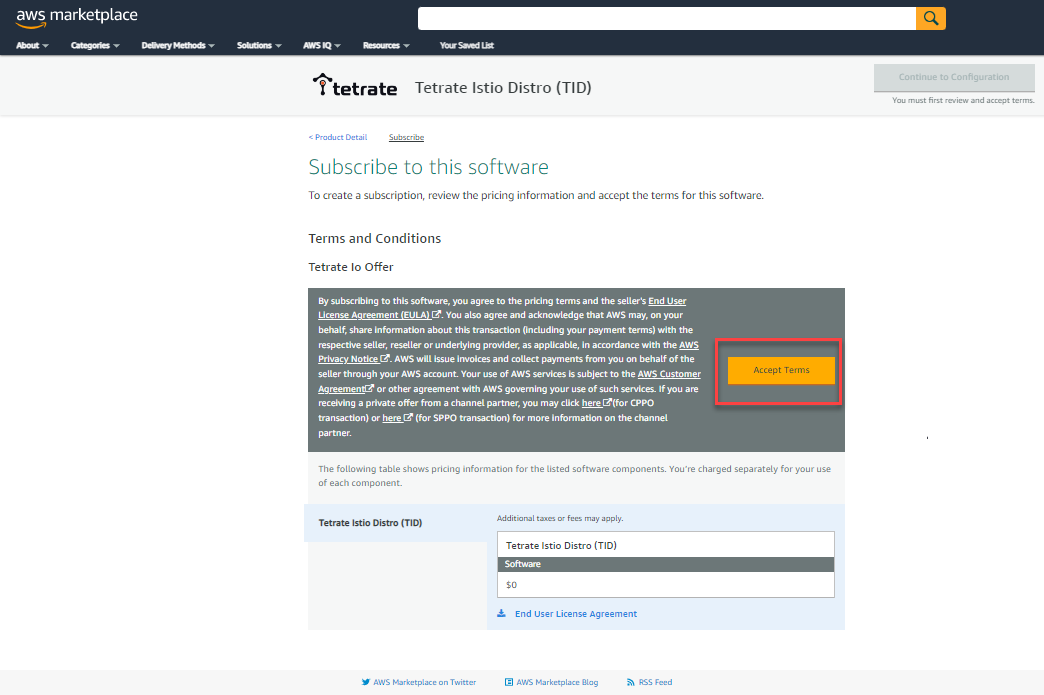 aws marketplace
About Categories Delivery Methods Solutions AWS IQ Resources Your Saved List
tetrate Tetrate Istio Distro (TID)
Continue to Configuration
You must first review and accept terms.
< Product Detail Subscribe
Subscribe to this software
To create a subscription, review the pricing information and accept the terms for this software.
Terms and Conditions
Tetrate Io Offer
By subscribing to this software, you agree to the pricing terms and the seller's End User
License Agreement (EULA). You also agree and acknowledge that AWS may, on your
behalf, share information about this transaction (including your payment terms) with the
respective seller, reseller or underlying provider, as applicable, in accordance with the AWS
Privacy Notice. AWS will issue invoices and collect payments from you on behalf of the
seller through your AWS account. Your use of AWS services is subject to the AWS Customer
Agreement or other agreement with AWS governing your use of such services. If you are
receiving a private offer from a channel partner, you may click here (for CPPO
transaction) or here (for SPPO transaction) for more information on the channel
partner.
Accept Terms
The following table shows pricing information for the listed software components. You're charged separately for your use
of each component.
Tetrate Istio Distro (TID)
Additional taxes or fees may apply.
Tetrate Istio Distro (TID)
Software
$0
End User License Agreement
AWS Marketplace on Twitter AWS Marketplace Blog RSS Feed